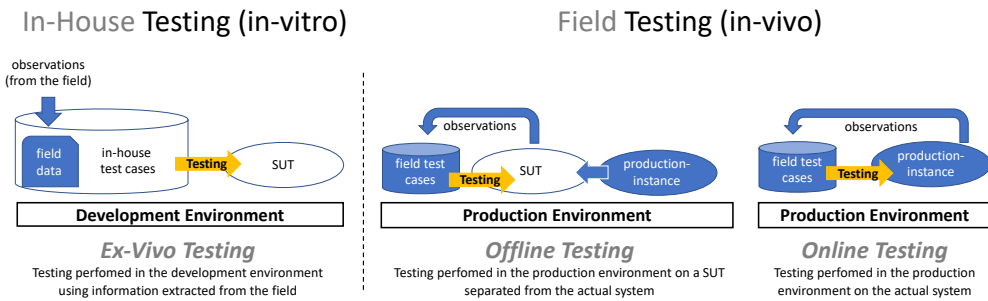 In-House Testing (in-vitro)
Field Testing (in-vivo)
observations
(from the field)
field
data
in-house
test cases
Testing
SUT
Development Environment
Ex-Vivo Testing
Testing perfomed in the development environment
using information extracted from the field
observations
field test
cases
Testing
SUT
production-
instance
Production Environment
Offline Testing
Testing perfomed in the production environment on a SUT
separated from the actual system
observations
field test
cases
Testing
production-
instance
Production Environment
Online Testing
Testing perfomed in the production
environment on the actual system